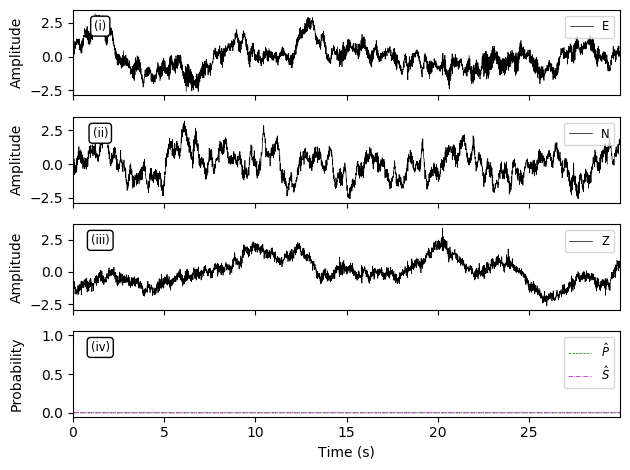 Amplitude
2.5
0.0
−2.5
(i)
E
Amplitude
2.5
0.0
−2.5
(ii)
N
Amplitude
2.5
0.0
−2.5
(iii)
Z
Probability
1.0
0.5
0.0
(iv)
P̂
Ŝ
0 5 10 15 20 25
Time (s)